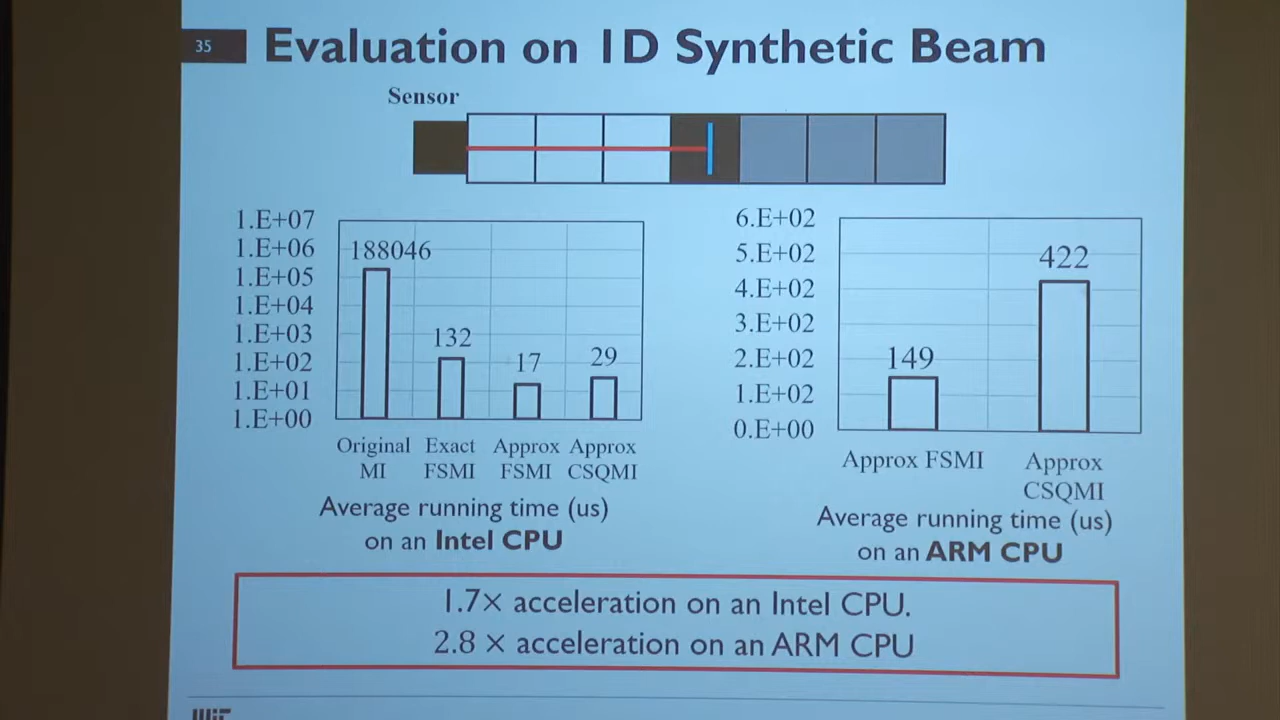 35
Evaluation on 1D Synthetic Beam
Sensor
1.E+07
1.E+06
1.E+05
1.E+04
1.E+03
1.E+02
1.E+01
1.E+00
188046
132
17
29
Original MI
Exact FSMI
Approx FSMI
Approx CSQMI
Average running time (us)
on an Intel CPU
6.E+02
5.E+02
4.E+02
3.E+02
2.E+02
1.E+02
0.E+00
149
422
Approx FSMI
Approx CSQMI
Average running time (us)
on an ARM CPU
1.7× acceleration on an Intel CPU.
2.8 × acceleration on an ARM CPU
MIT